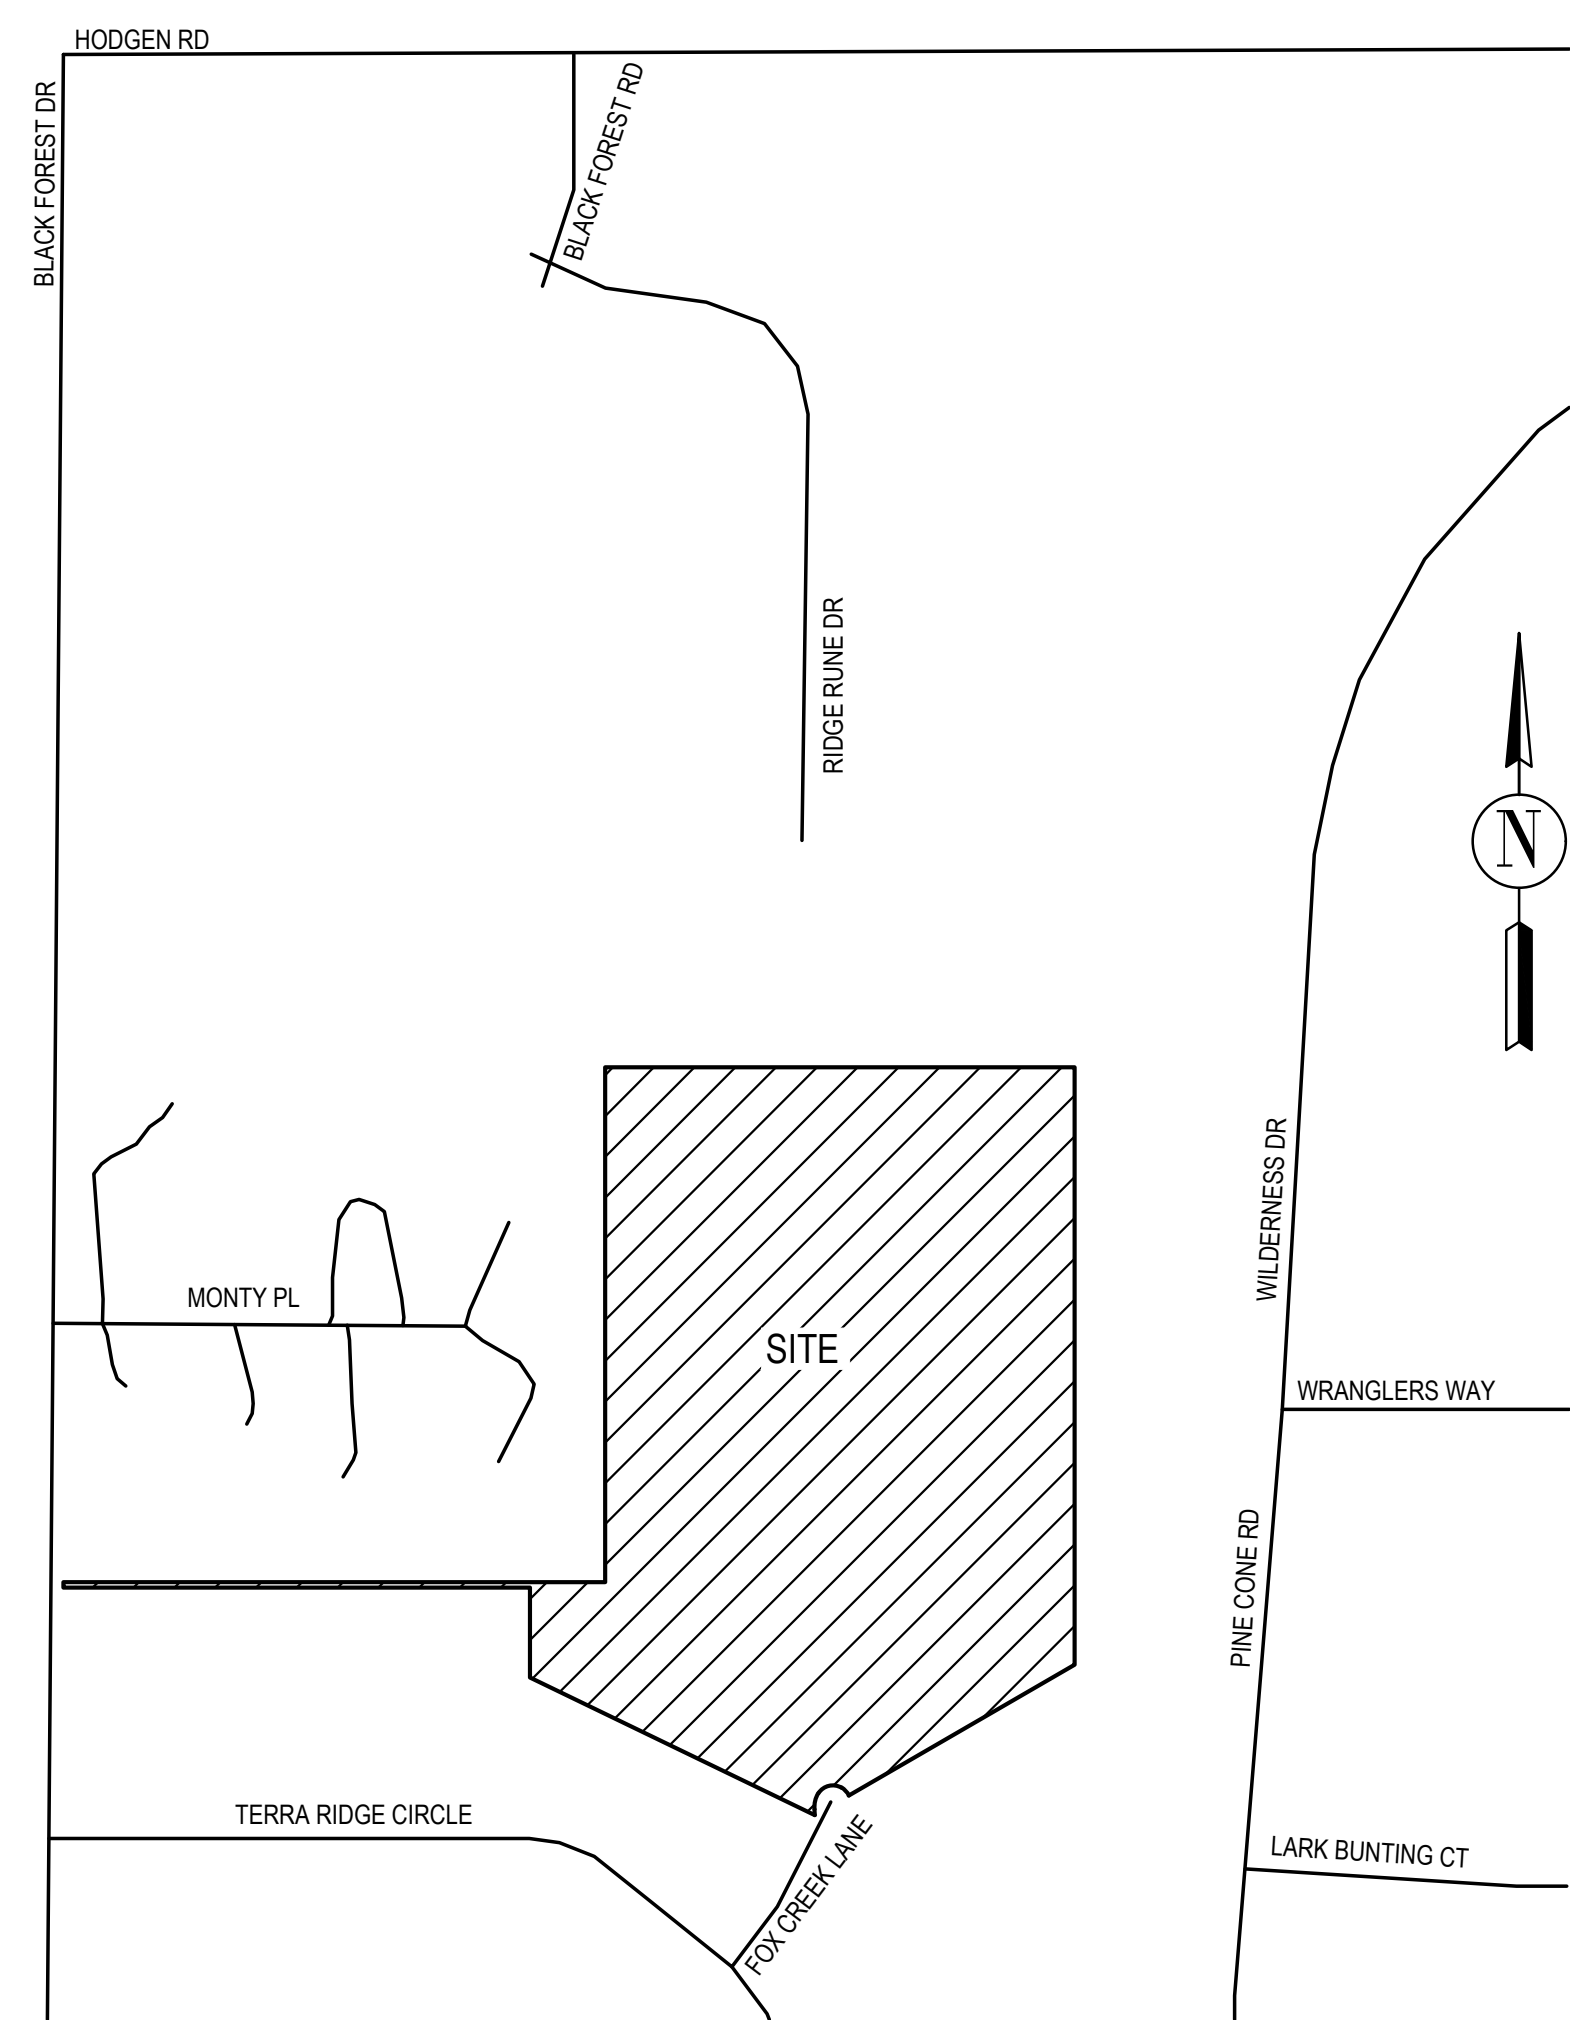 HODGEN RD
BLACK FOREST DR
BLACK FOREST RD
RIDGE RUNE DR
N
WILDERNESS DR
MONTY PL
SITE
WRANGLERS WAY
PINE CONE RD
TERRA RIDGE CIRCLE
FOX CREEK LANE
LARK BUNTING CT